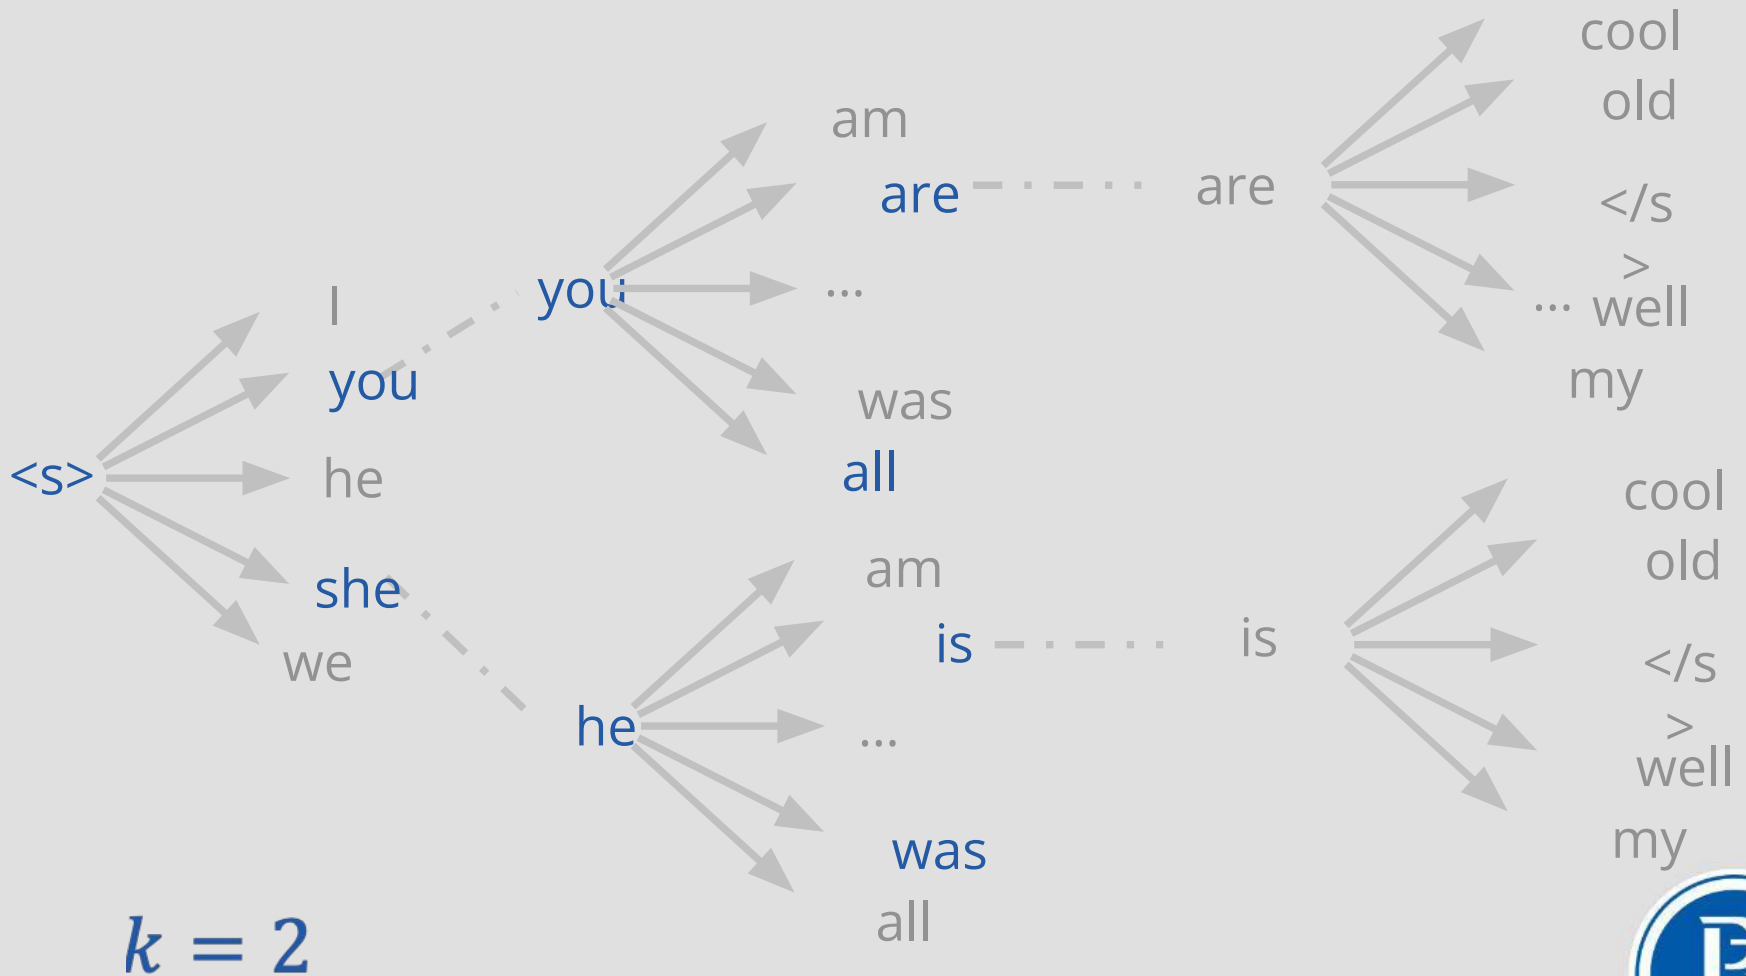 <s>
I
you
he
she
we
you
am
are
...
was
all
he
am
is
...
was
all
are
cool
old
</s
>
... well
my
is
cool
old
</s
>
well
my
k = 2